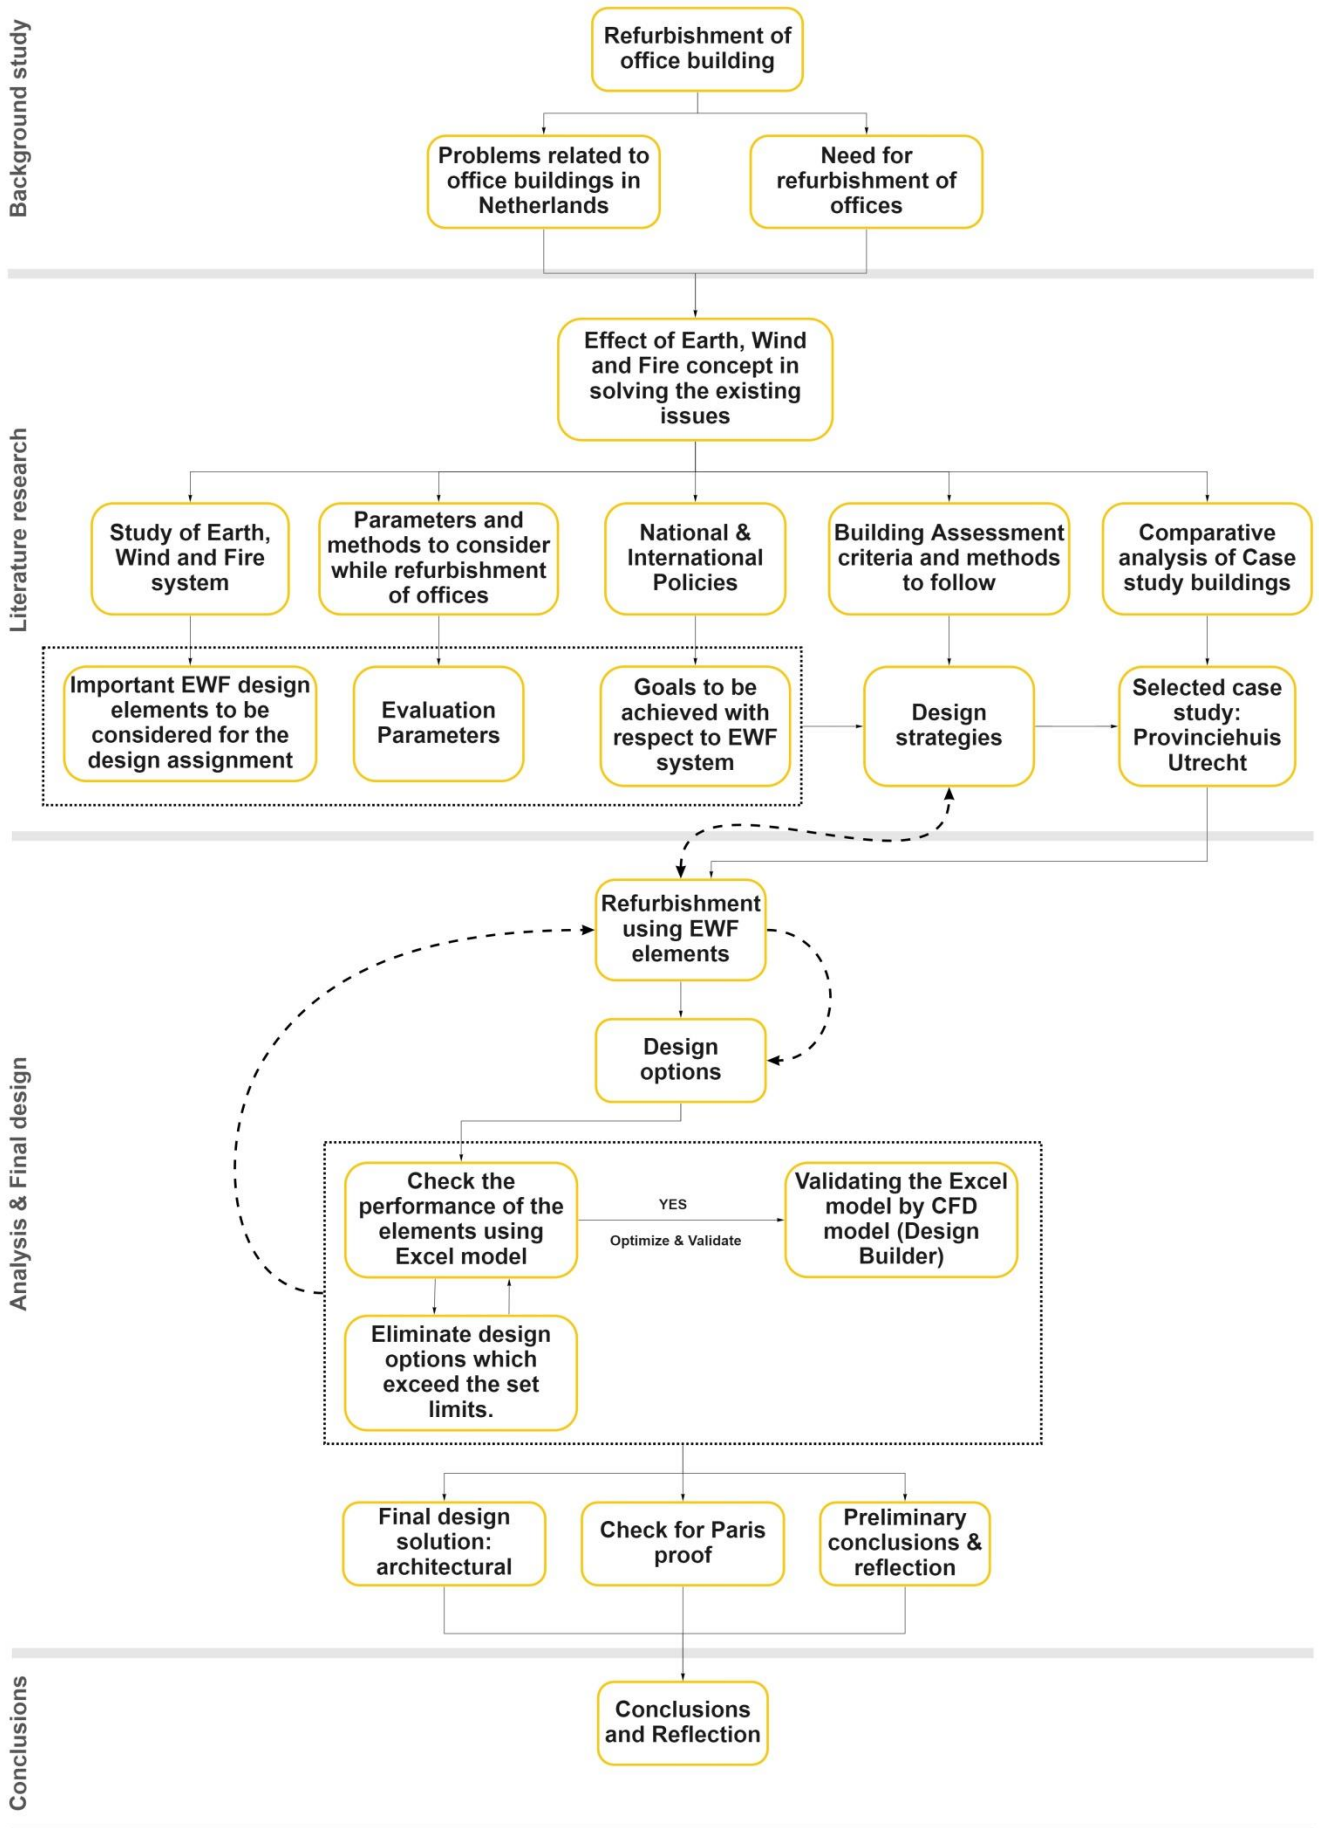 Background study
Refurbishment of
office building
Problems related to
office buildings in
Netherlands
Need for
refurbishment of
offices
Literature research
Effect of Earth, Wind
and Fire concept in
solving the existing
issues
Study of Earth,
Wind and Fire
system
Parameters and
methods to consider
while refurbishment
of offices
National &
International
Policies
Building Assessment
criteria and methods
to follow
Comparative
analysis of Case
study buildings
Important EWF design
elements to be
considered for the
design assignment
Evaluation
Parameters
Goals to be
achieved with
respect to EWF
system
Design
strategies
Selected case
study:
Provinciehuis
Utrecht
Analysis & Final design
Refurbishment
using EWF
elements
Design
options
Check the
performance of the
elements using
Excel model
YES
Optimize & Validate
Validating the Excel
model by CFD
model (Design
Builder)
Eliminate design
options which
exceed the set
limits.
Final design
solution:
architectural
Check for Paris
proof
Preliminary
conclusions &
reflection
Conclusions
Conclusions
and Reflection